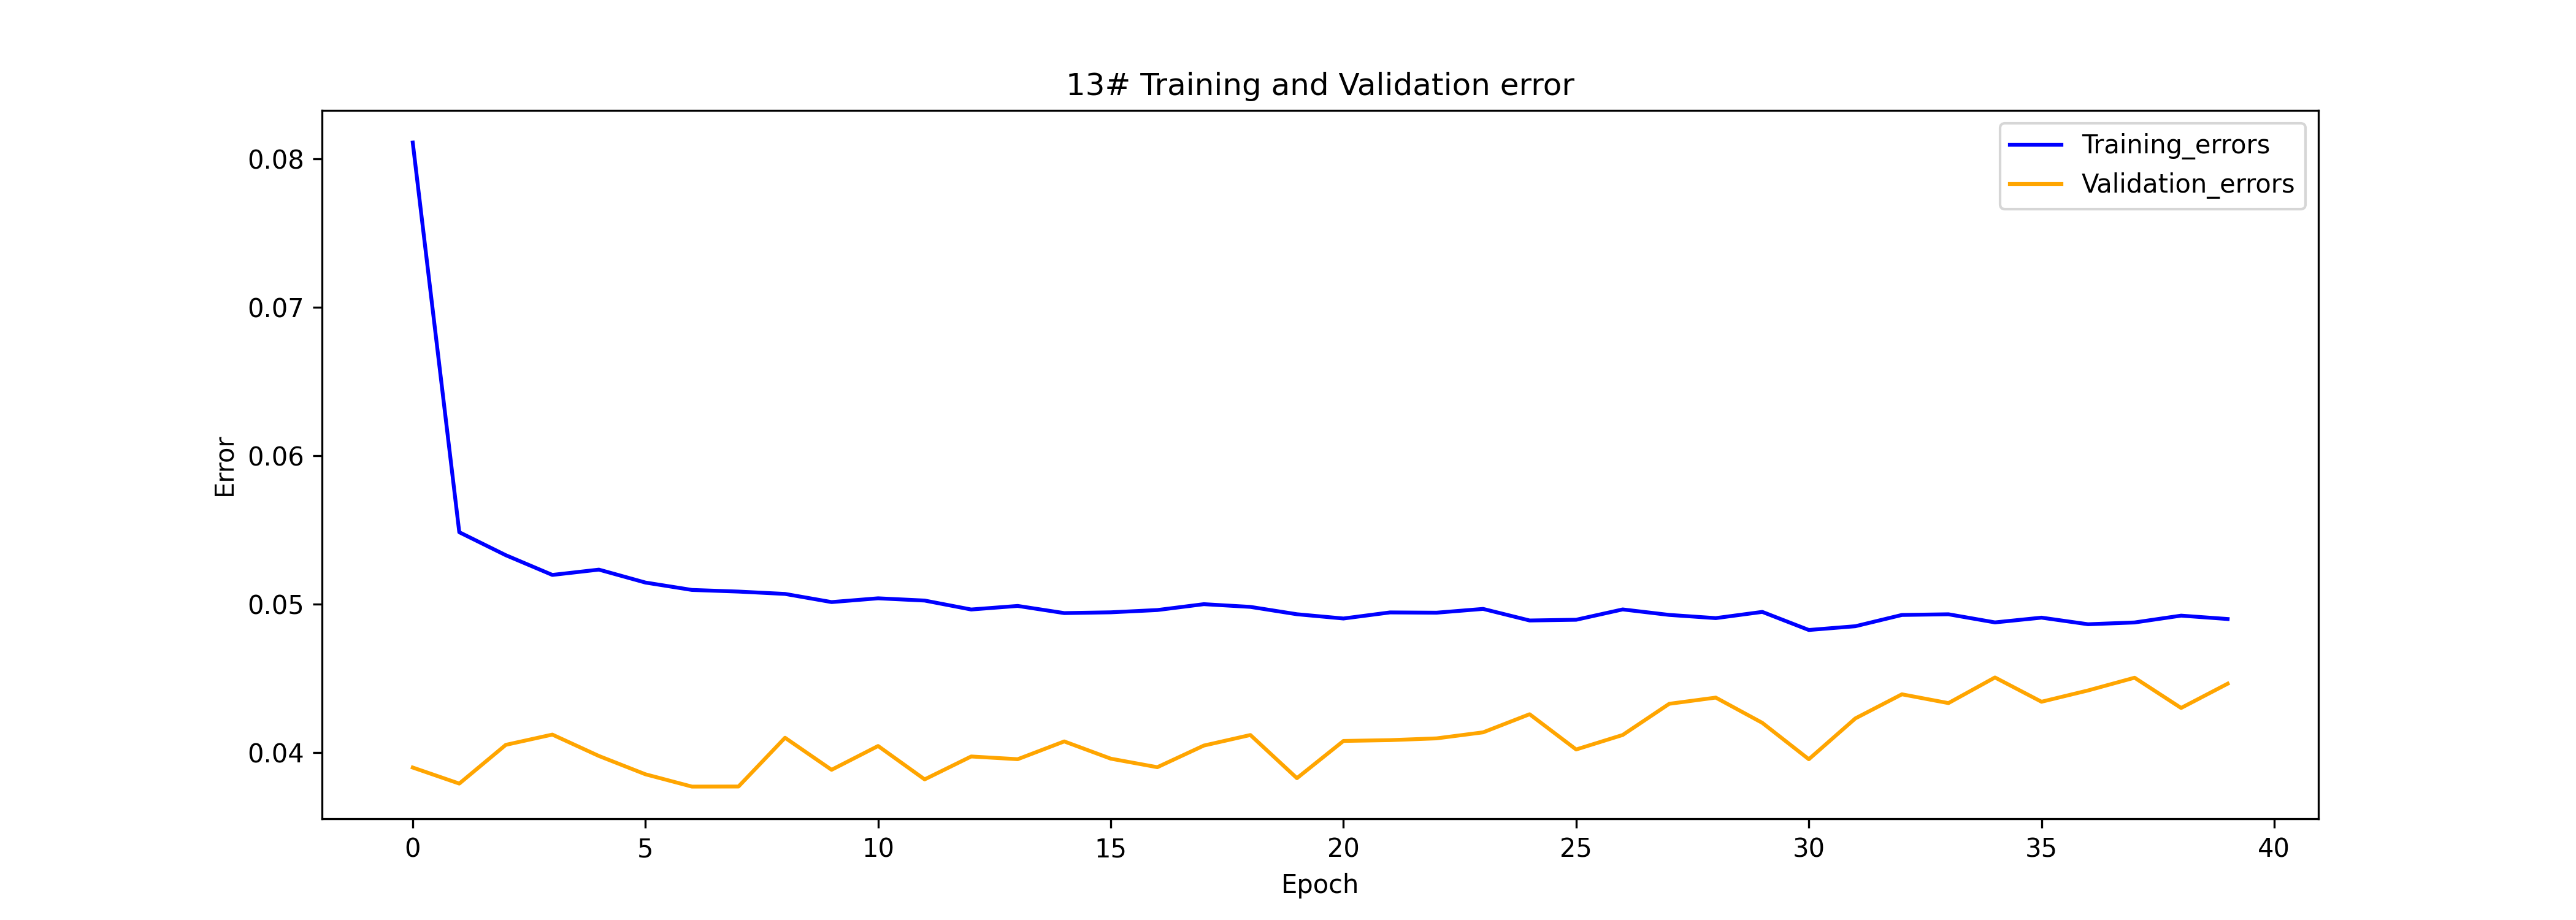 13# Training and Validation error
Training_errors
Validation_errors
0.08
0.07
0.06
0.05
0.04
Error
0 5 10 15 20 25 30 35 40
Epoch